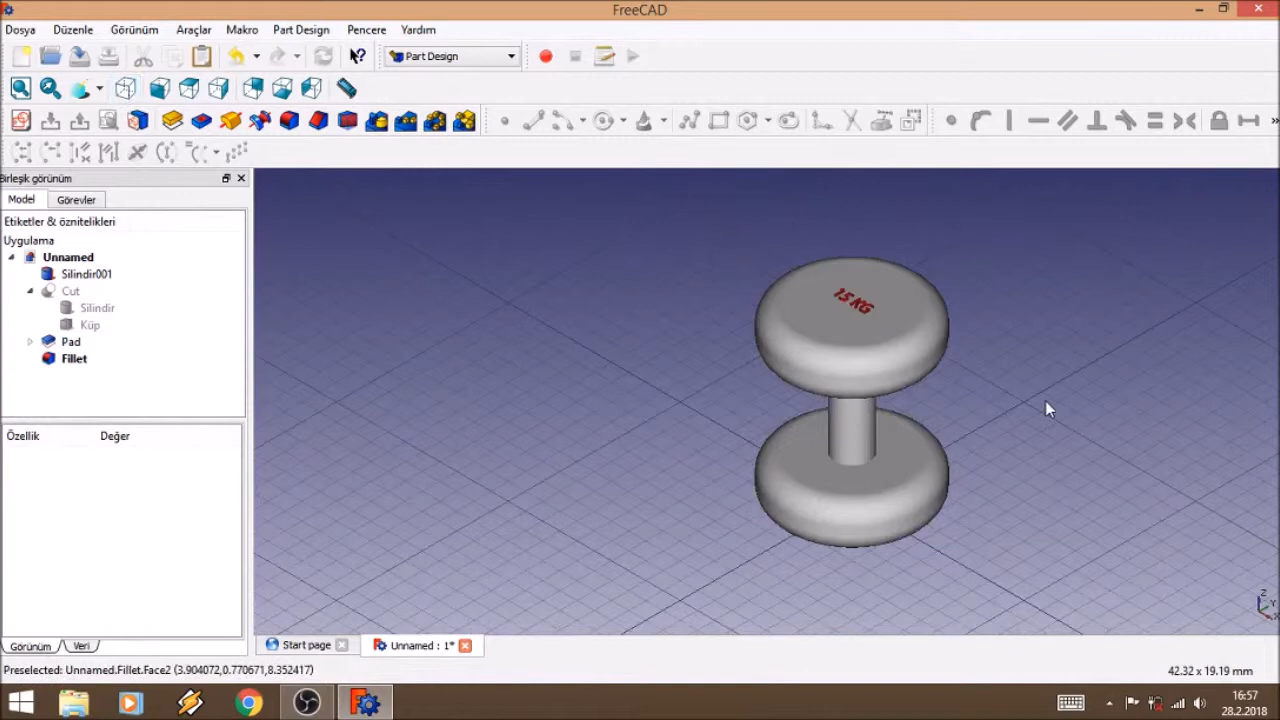 FreeCAD
Dosya Düzenle Görünüm Araçlar Makro Part Design Pencere Yardım
Part Design
Birleşik görünüm
Model Görevler
Etiketler & öznitelikleri
Uygulama
Unnamed
Silindir001
Cut
Silindir
Küp
Pad
Fillet
Özellik Değer
15 KG
Z
Y
X
Görünüm Veri
Start page Unnamed : 1*
Preselected: Unnamed.Fillet.Face2 (3.904072,0.770671,8.352417) 42.32 x 19.19 mm
16:57
28.2.2018